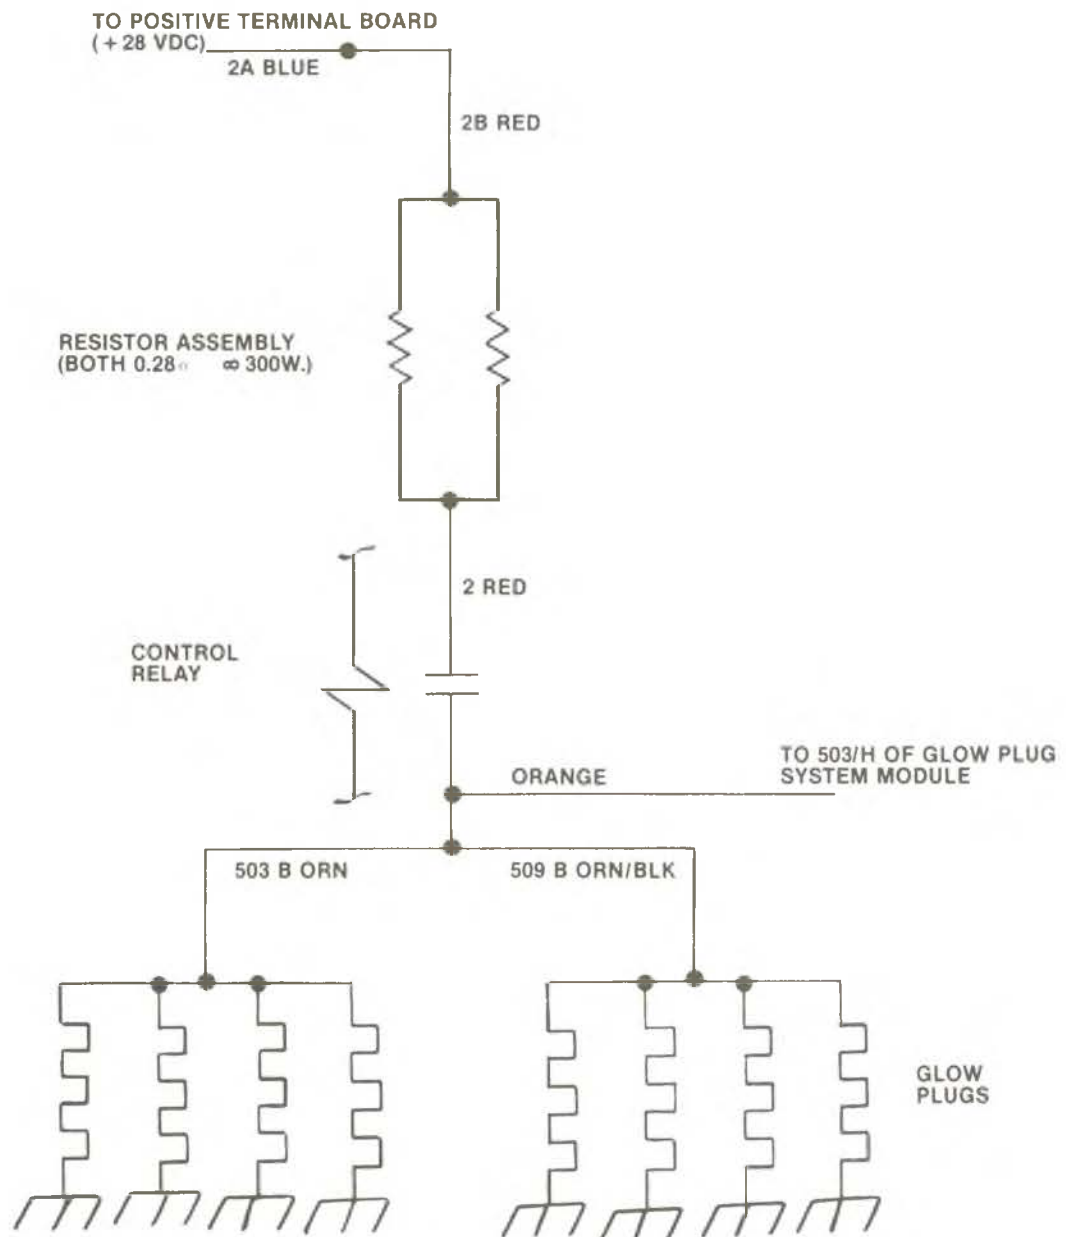 TO POSITIVE TERMINAL BOARD
(+28 VDC)
2A BLUE
2B RED
RESISTOR ASSEMBLY
(BOTH 0.28 ∞ 300W.)
2 RED
CONTROL
RELAY
ORANGE
TO 503/H OF GLOW PLUG
SYSTEM MODULE
503 B ORN
509 B ORN/BLK
GLOW
PLUGS